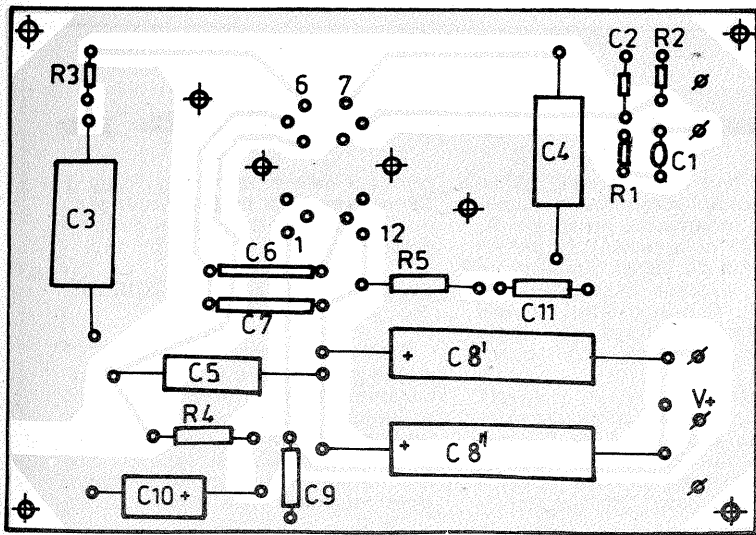 C2 R2
R3
6 7
C4
C1
R1
C3
1 12
C6
R5
C7
C11
+ C8'
C5
V+
R4
+ C8"
C10+
C9